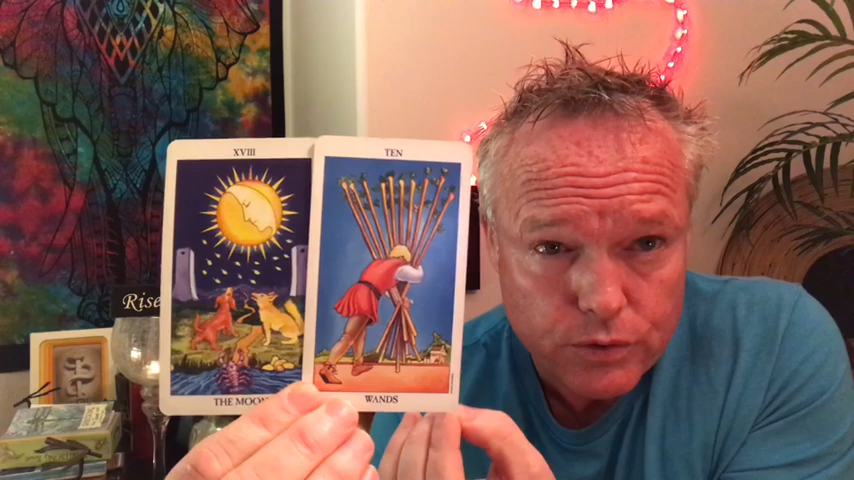 XVIII
TEN
Rise
THE MOON
WANDS